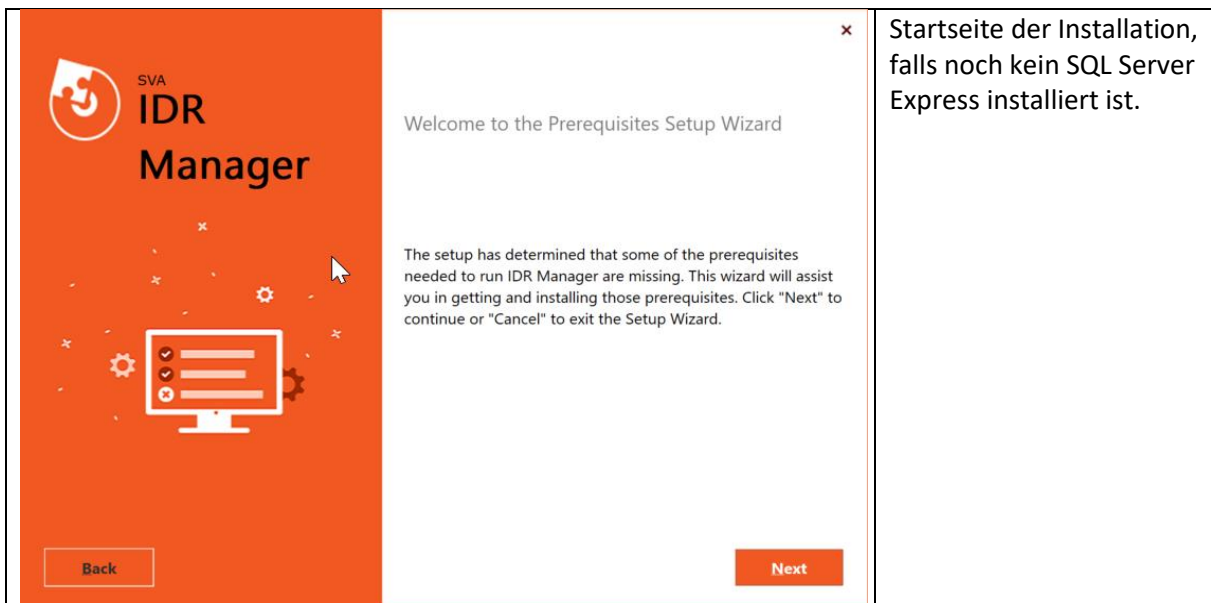 SVA
IDR
Manager
Welcome to the Prerequisites Setup Wizard
The setup has determined that some of the prerequisites
needed to run IDR Manager are missing. This wizard will assist
you in getting and installing those prerequisites. Click "Next" to
continue or "Cancel" to exit the Setup Wizard.
Back
Next
Startseite der Installation,
falls noch kein SQL Server
Express installiert ist.